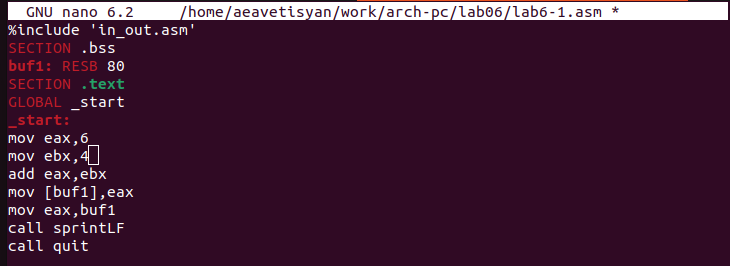 GNU nano 6.2 /home/aeavetisyan/work/arch-pc/lab06/lab6-1.asm *
%include 'in_out.asm'
SECTION .bss
buf1: RESB 80
SECTION .text
GLOBAL _start
_start:
mov eax,6
mov ebx,4
add eax,ebx
mov [buf1],eax
mov eax,buf1
call sprintLF
call quit